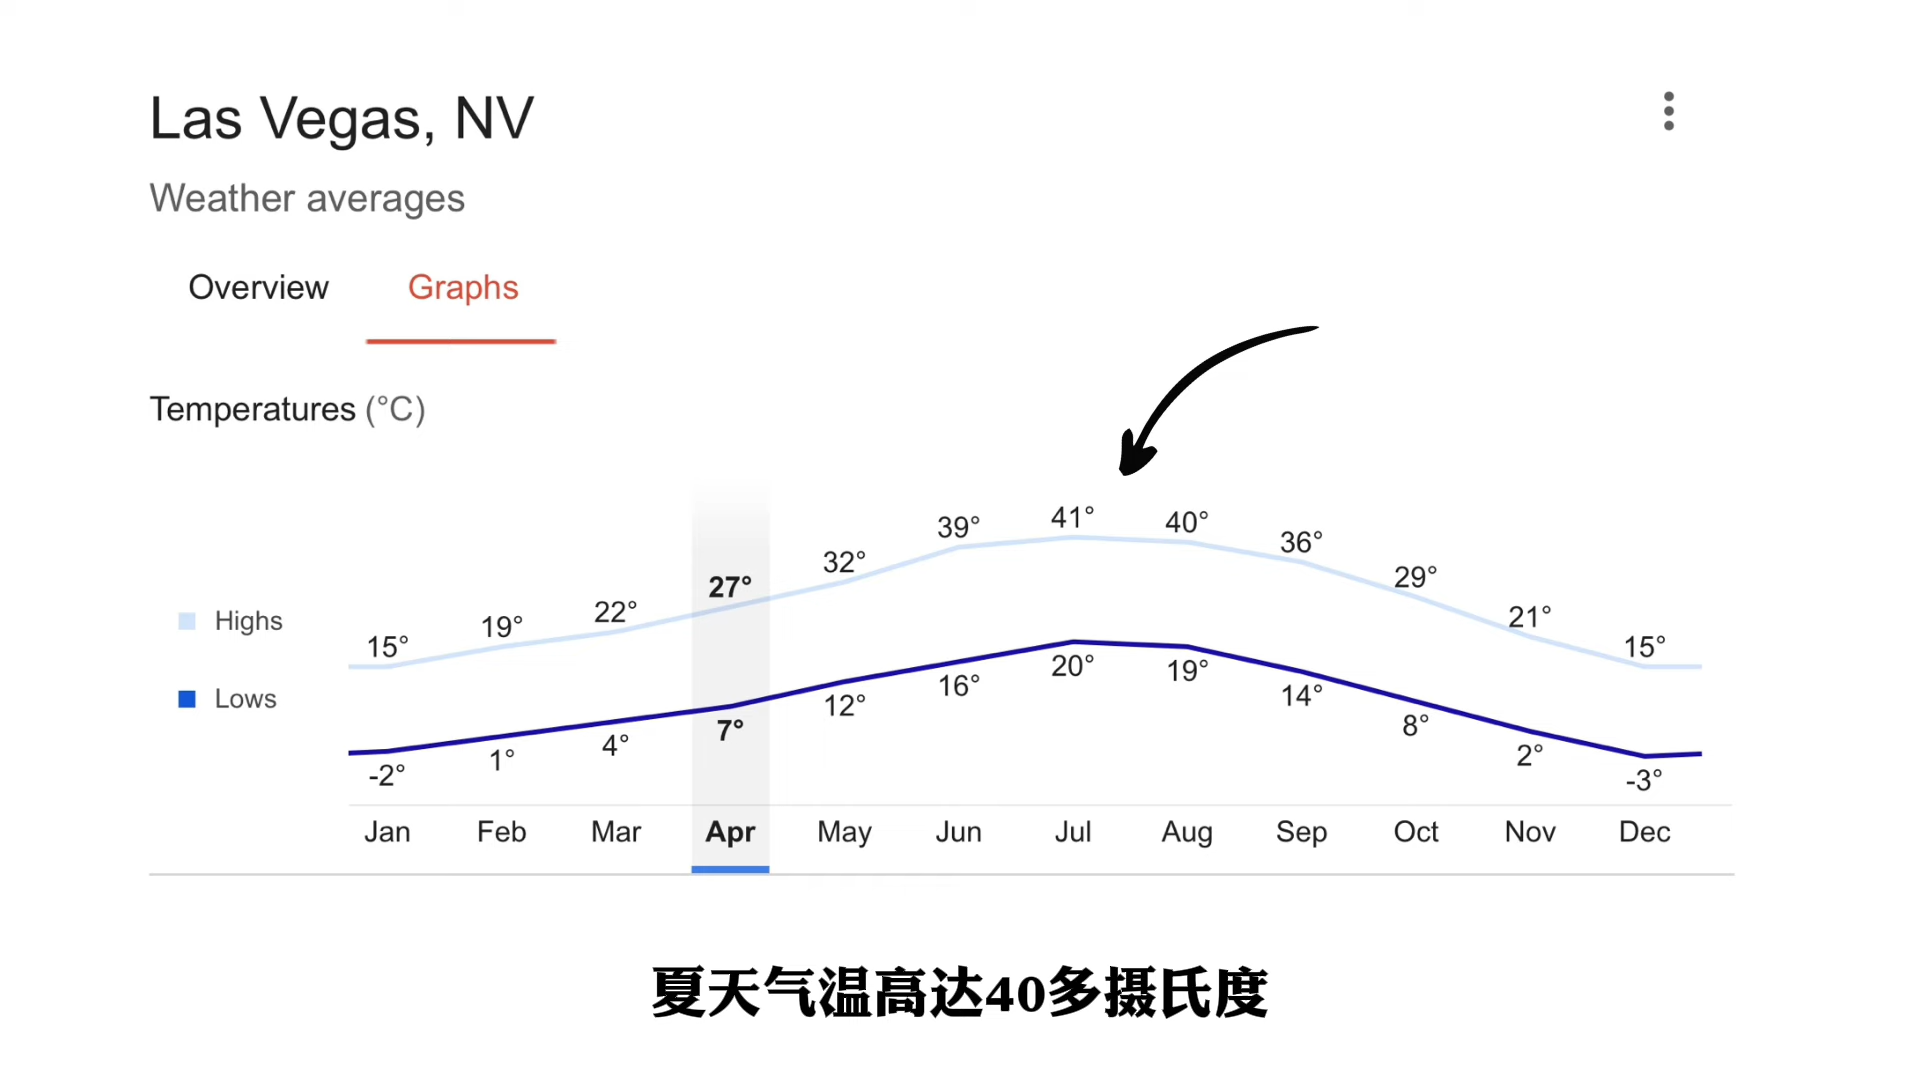 Las Vegas, NV
Weather averages
Overview Graphs
Temperatures (°C)
Highs
Lows
15° 19° 22° 27° 32° 39° 41° 40° 36° 29° 21° 15°
-2° 1° 4° 7° 12° 16° 20° 19° 14° 8° 2° -3°
Jan Feb Mar Apr May Jun Jul Aug Sep Oct Nov Dec
夏天气温高达40多摄氏度